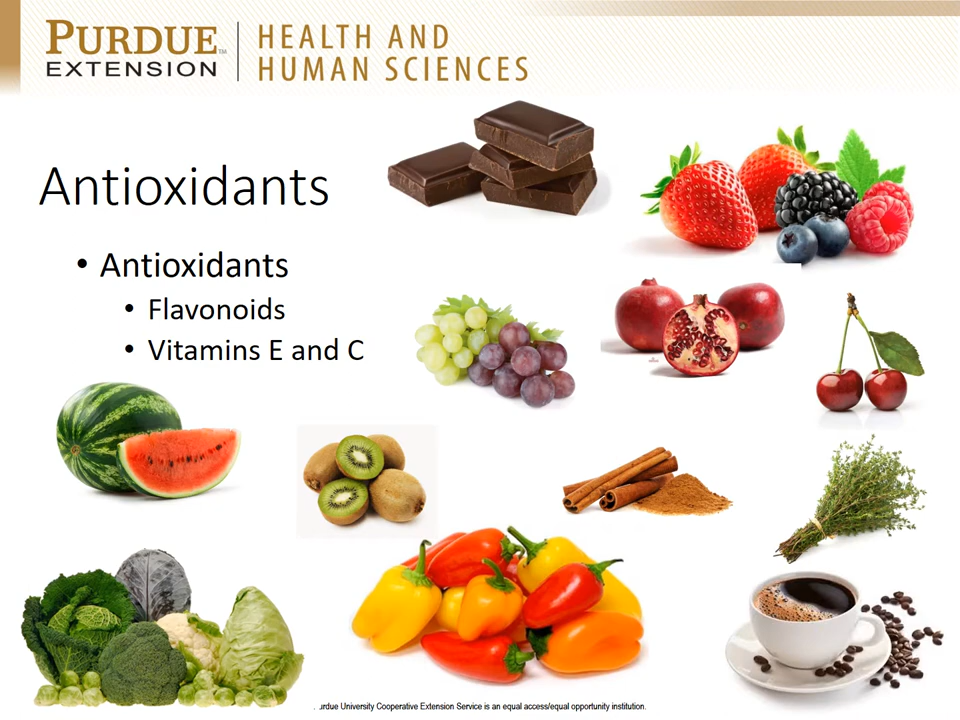 PURDUE™
EXTENSION
HEALTH AND
HUMAN SCIENCES
Antioxidants
• Antioxidants
• Flavonoids
• Vitamins E and C
urdue University Cooperative Extension Service is an equal access/equal opportunity institution.